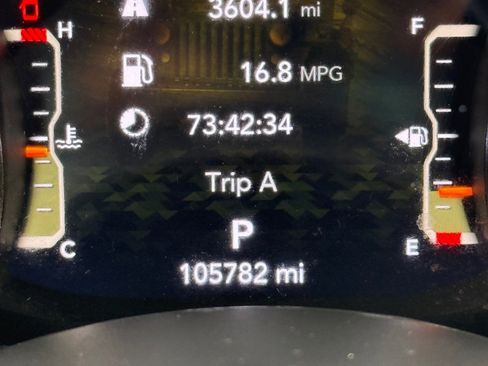 3604.1 mi
H
F
16.8 MPG
73:42:34
Trip A
P
C
E
105782 mi